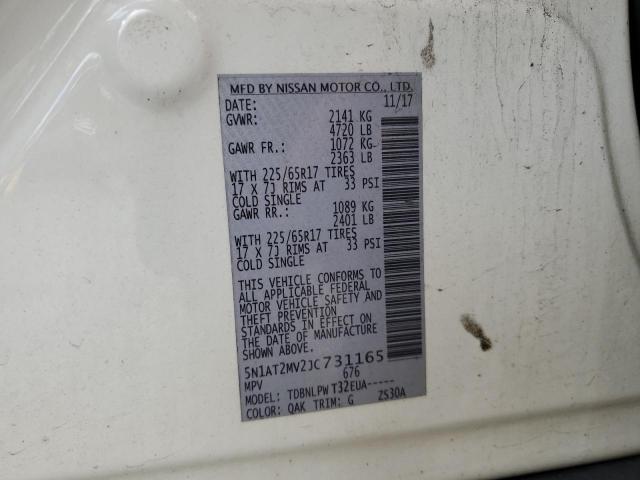 MFD BY NISSAN MOTOR CO., LTD.
DATE: 11/17
GVWR: 2141 KG
4720 LB
GAWR FR.: 1072 KG
2363 LB
WITH 225/65R17 TIRES
17 X 7J RIMS AT 33 PSI
COLD SINGLE
GAWR RR.: 1089 KG
2401 LB
WITH 225/65R17 TIRES
17 X 7J RIMS AT 33 PSI
COLD SINGLE
THIS VEHICLE CONFORMS TO
ALL APPLICABLE FEDERAL
MOTOR VEHICLE SAFETY AND
THEFT PREVENTION
STANDARDS IN EFFECT ON
THE DATE OF MANUFACTURE
SHOWN ABOVE.
5N1AT2MV2JC731165
MPV 676
MODEL: TDBNLPW T32EUA-----
COLOR: QAK TRIM: G ZS30A